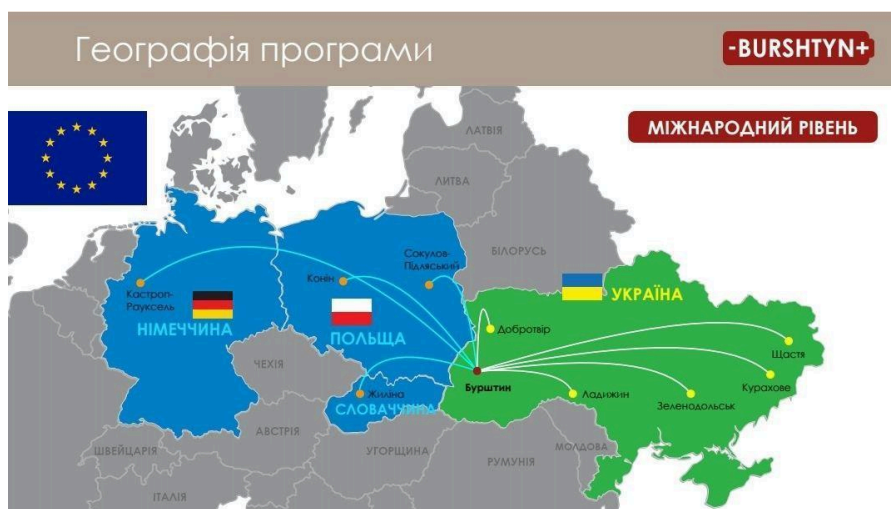 Географія програми
-BURSHTYN+
МІЖНАРОДНИЙ РІВЕНЬ
ЛАТВІЯ
ЛИТВА
БІЛОРУСЬ
Сокулов-
Підляський
Конін
Кастроп-
Рауксель
НІМЕЧЧИНА
ПОЛЬЩА
УКРАЇНА
Добротвір
Щастя
ЧЕХІЯ
Бурштин
Курахове
Жиліна
Ладижин
Зеленодольськ
СЛОВАЧЧИНА
АВСТРІЯ
ШВЕЙЦАРІЯ
УГОРЩИНА
МОЛДОВА
РУМУНІЯ
ІТАЛІЯ